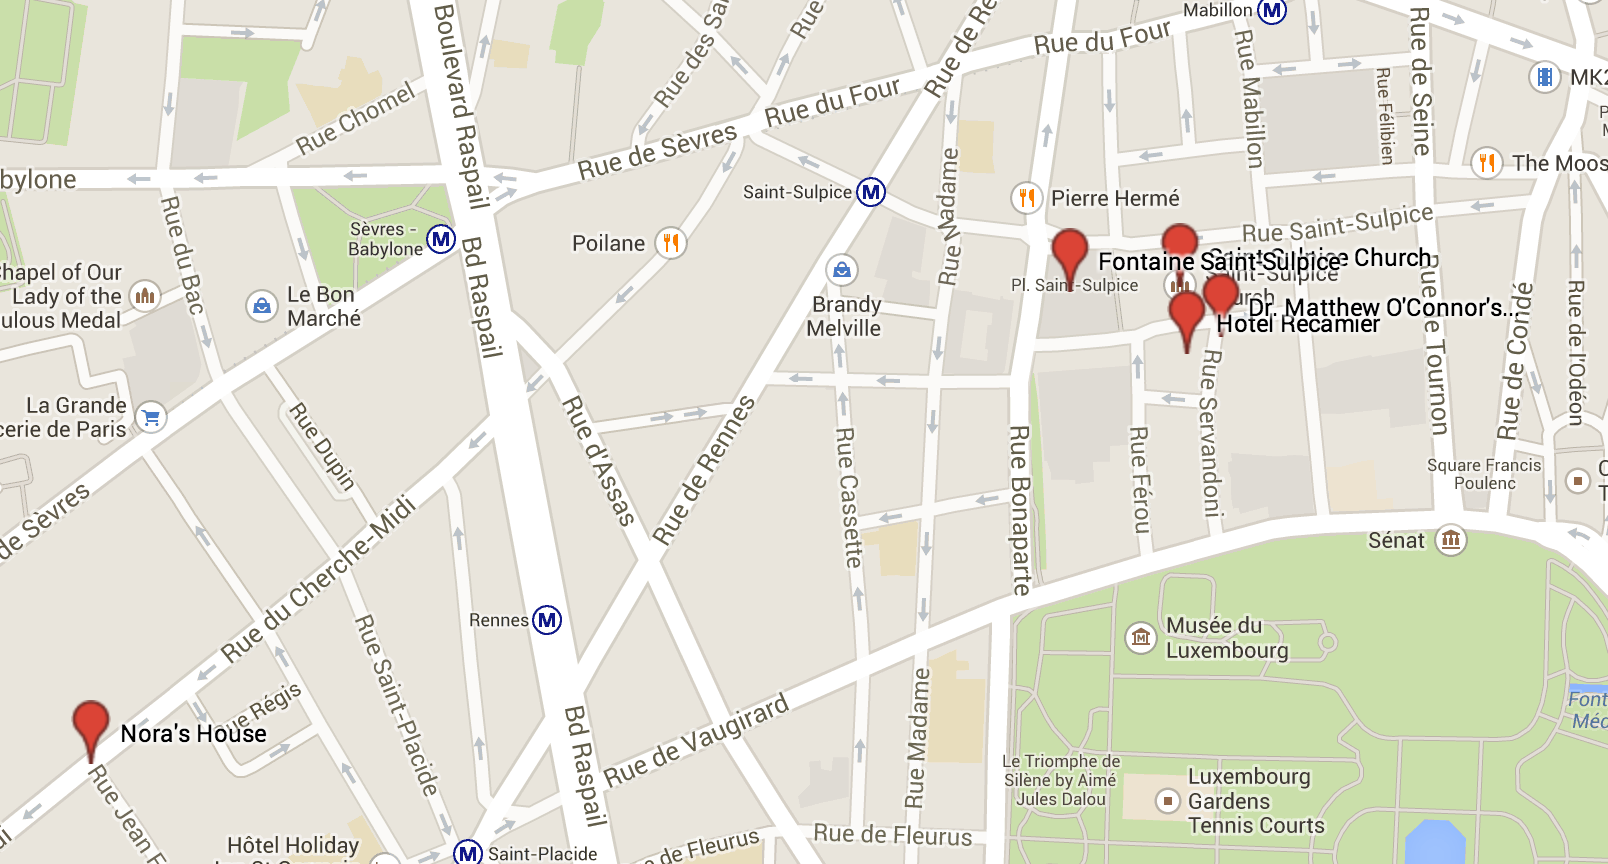 Boulevard Raspail
Rue des
Rue
Rue de
Mabillon
M
Rue du Four
Rue Mabillon
Rue de Seine
Rue Félibien
MK2
Rue Chomel
Rue du Four
Rue de Sèvres
The Moos
bylone
Saint-Sulpice
M
Rue Madame
Pierre Hermé
Rue Saint-Sulpice
Rue du Bac
Sèvres -
Babylone
M
Bd Raspail
Poilane
Fontaine Saint Sulpice
Church
Pl. Saint-Sulpice
Saint-Sulpice
Chapel of Our
Lady of the
ulous Medal
Le Bon
Marché
Brandy
Melville
Dr. Matthew O'Connor's...
Hotel Recamier
Rue de Tournon
Rue de Condé
Rue de l'Odéon
La Grande
cerie de Paris
Rue Dupin
Rue d'Assas
Rue de Rennes
Rue Cassette
Rue Bonaparte
Rue Férou
Rue Servandoni
Square Francis
Poulenc
de Sèvres
Rue du Cherche-Midi
Sénat
Rennes
M
Rue Saint-Placide
Musée du
Luxembourg
Rue Régis
Nora's House
Bd Raspail
Rue de Vaugirard
Rue Madame
Font
Méd
Le Triomphe de
Silène by Aimé
Jules Dalou
Luxembourg
Gardens
Tennis Courts
Rue Jean F
di
Hôtel Holiday
M
Saint-Placide
e de Fleurus
Rue de Fleurus